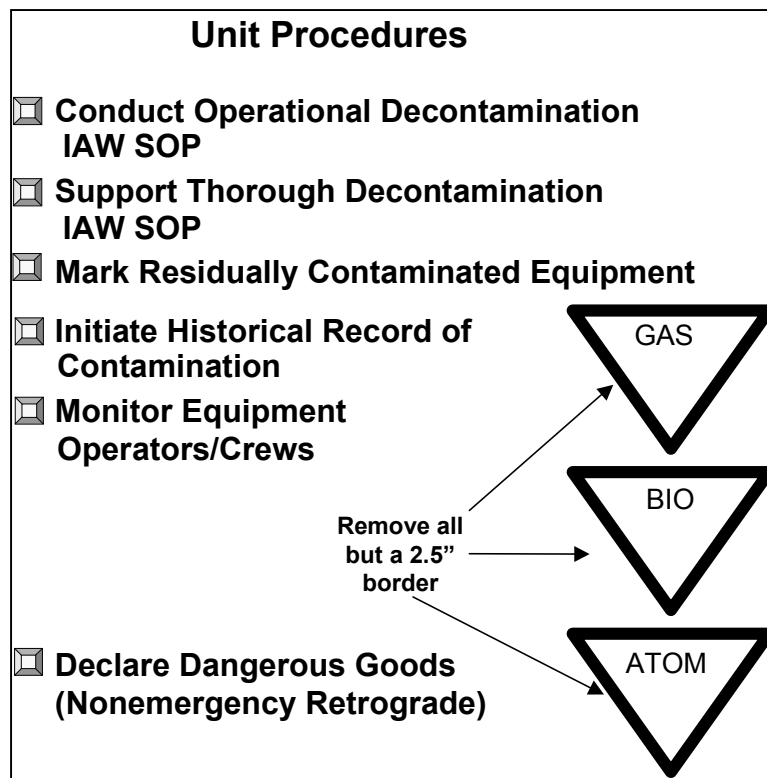 Unit Procedures
Conduct Operational Decontamination
IAW SOP
Support Thorough Decontamination
IAW SOP
Mark Residually Contaminated Equipment
Initiate Historical Record of
Contamination
Monitor Equipment
Operators/Crews
GAS
BIO
Remove all
but a 2.5”
border
ATOM
Declare Dangerous Goods
(Nonemergency Retrograde)